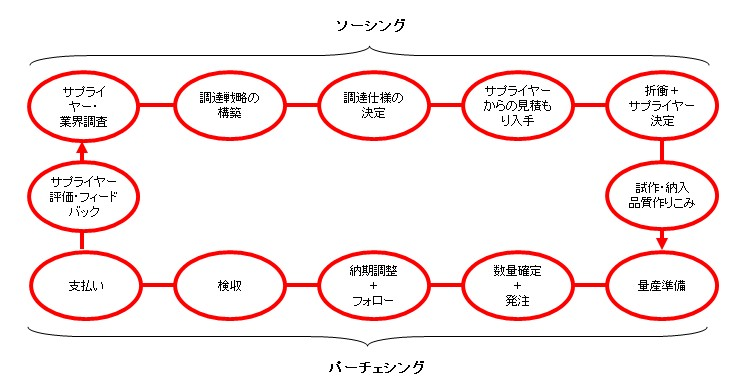 ソーシング
サプライ
ヤー・
業界調査
調達戦略の
構築
調達仕様の
決定
サプライヤー
からの見積も
り入手
折衝＋
サプライヤー
決定
サプライヤー
評価・フィード
バック
試作・納入
品質作りこみ
支払い
検収
納期調整
＋
フォロー
数量確定
＋
発注
量産準備
パーチェシング